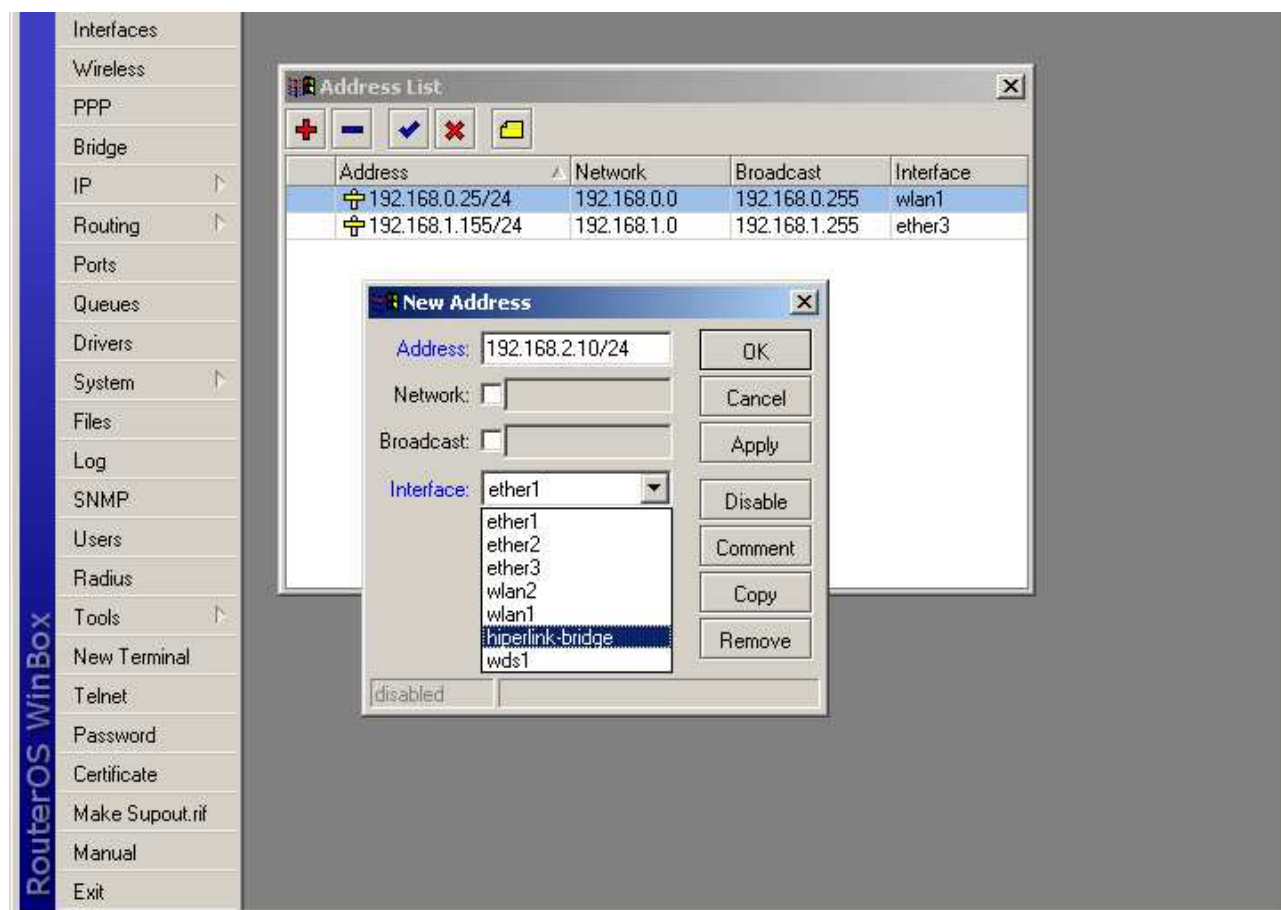 Interfaces
Wireless
PPP
Bridge
IP
Routing
Ports
Queues
Drivers
System
Files
Log
SNMP
Users
Radius
Tools
New Terminal
Telnet
Password
Certificate
Make Supout.rif
Manual
Exit
RouterOS WinBox
Address List
Address Network Broadcast Interface
192.168.0.25/24 192.168.0.0 192.168.0.255 wlan1
192.168.1.155/24 192.168.1.0 192.168.1.255 ether3
New Address
Address: 192.168.2.10/24
Network:
Broadcast:
Interface: ether1
ether1
ether2
ether3
wlan2
wlan1
hiperlink-bridge
wds1
OK
Cancel
Apply
Disable
Comment
Copy
Remove
disabled